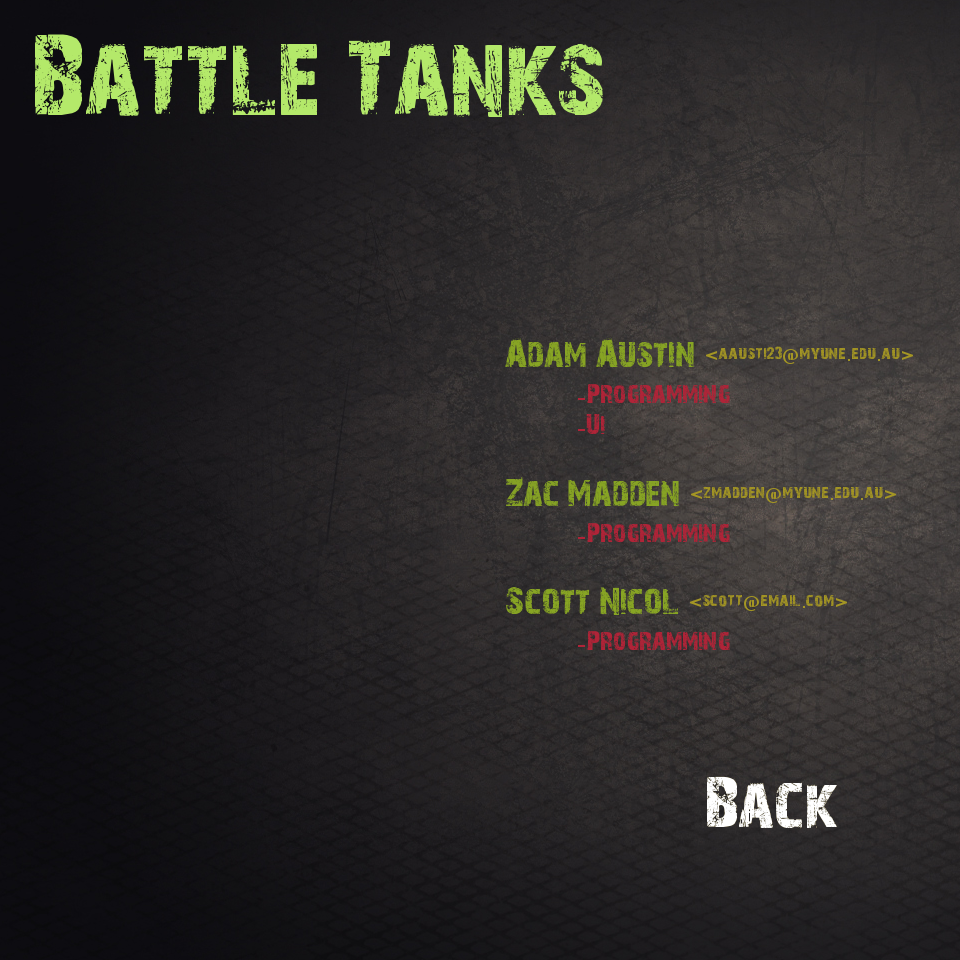 Battle Tanks
Adam Austin <aausti23@myune.edu.au>
-Programming
-UI
Zac Madden <zmadden@myune.edu.au>
-Programming
Scott Nicol <scott@email.com>
-Programming
Back